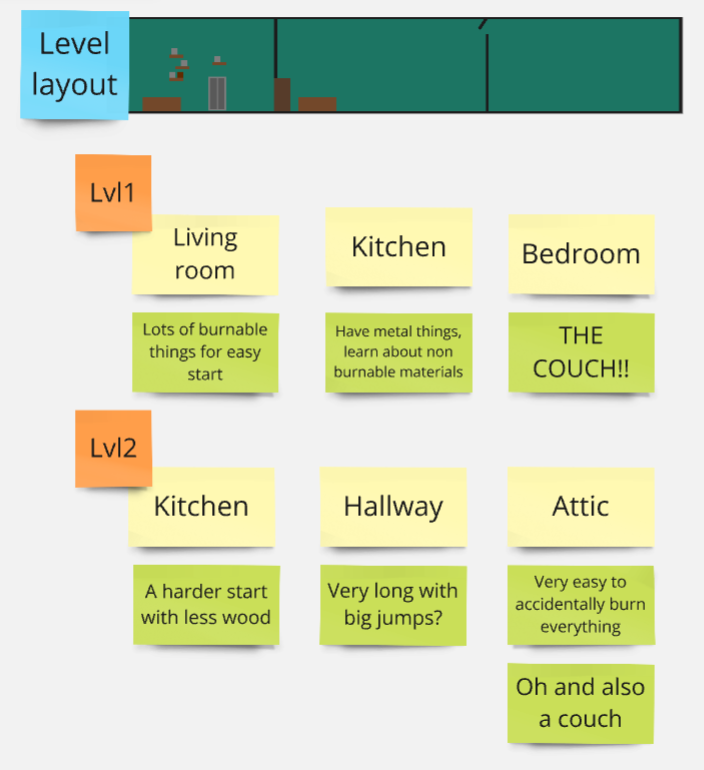 Level
layout
Lvl1
Living
room
Kitchen
Bedroom
Lots of burnable
things for easy
start
Have metal things,
learn about non
burnable materials
THE
COUCH!!
Lvl2
Kitchen
Hallway
Attic
A harder start
with less wood
Very long with
big jumps?
Very easy to
accidentally burn
everything
Oh and also
a couch